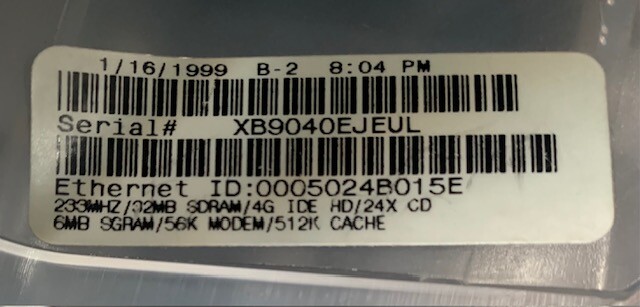 1/16/1999 B-2 8:04 PM
Serial# XB9040EJEUL
Ethernet ID:0005024B015E
233MHZ/32MB SDRAM/4G IDE HD/24X CD
6MB SGRAM/56K MODEM/512K CACHE